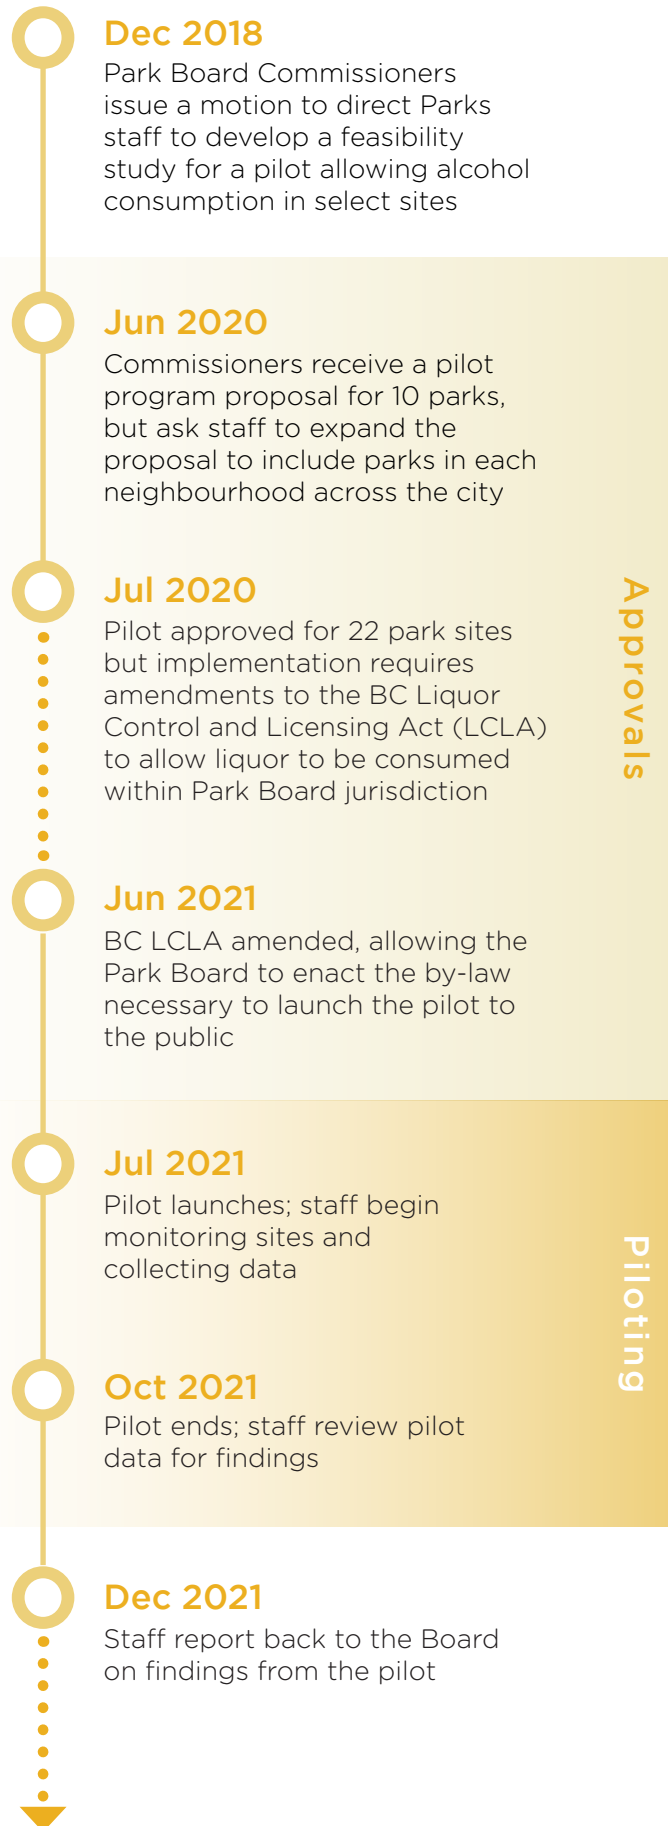 Dec 2018
Park Board Commissioners
issue a motion to direct Parks
staff to develop a feasibility
study for a pilot allowing alcohol
consumption in select sites
Jun 2020
Commissioners receive a pilot
program proposal for 10 parks,
but ask staff to expand the
proposal to include parks in each
neighbourhood across the city
Jul 2020
Pilot approved for 22 park sites
but implementation requires
amendments to the BC Liquor
Control and Licensing Act (LCLA)
to allow liquor to be consumed
within Park Board jurisdiction
Jun 2021
BC LCLA amended, allowing the
Park Board to enact the by-law
necessary to launch the pilot to
the public
Approvals
Jul 2021
Pilot launches; staff begin
monitoring sites and
collecting data
Oct 2021
Pilot ends; staff review pilot
data for findings
Piloting
Dec 2021
Staff report back to the Board
on findings from the pilot